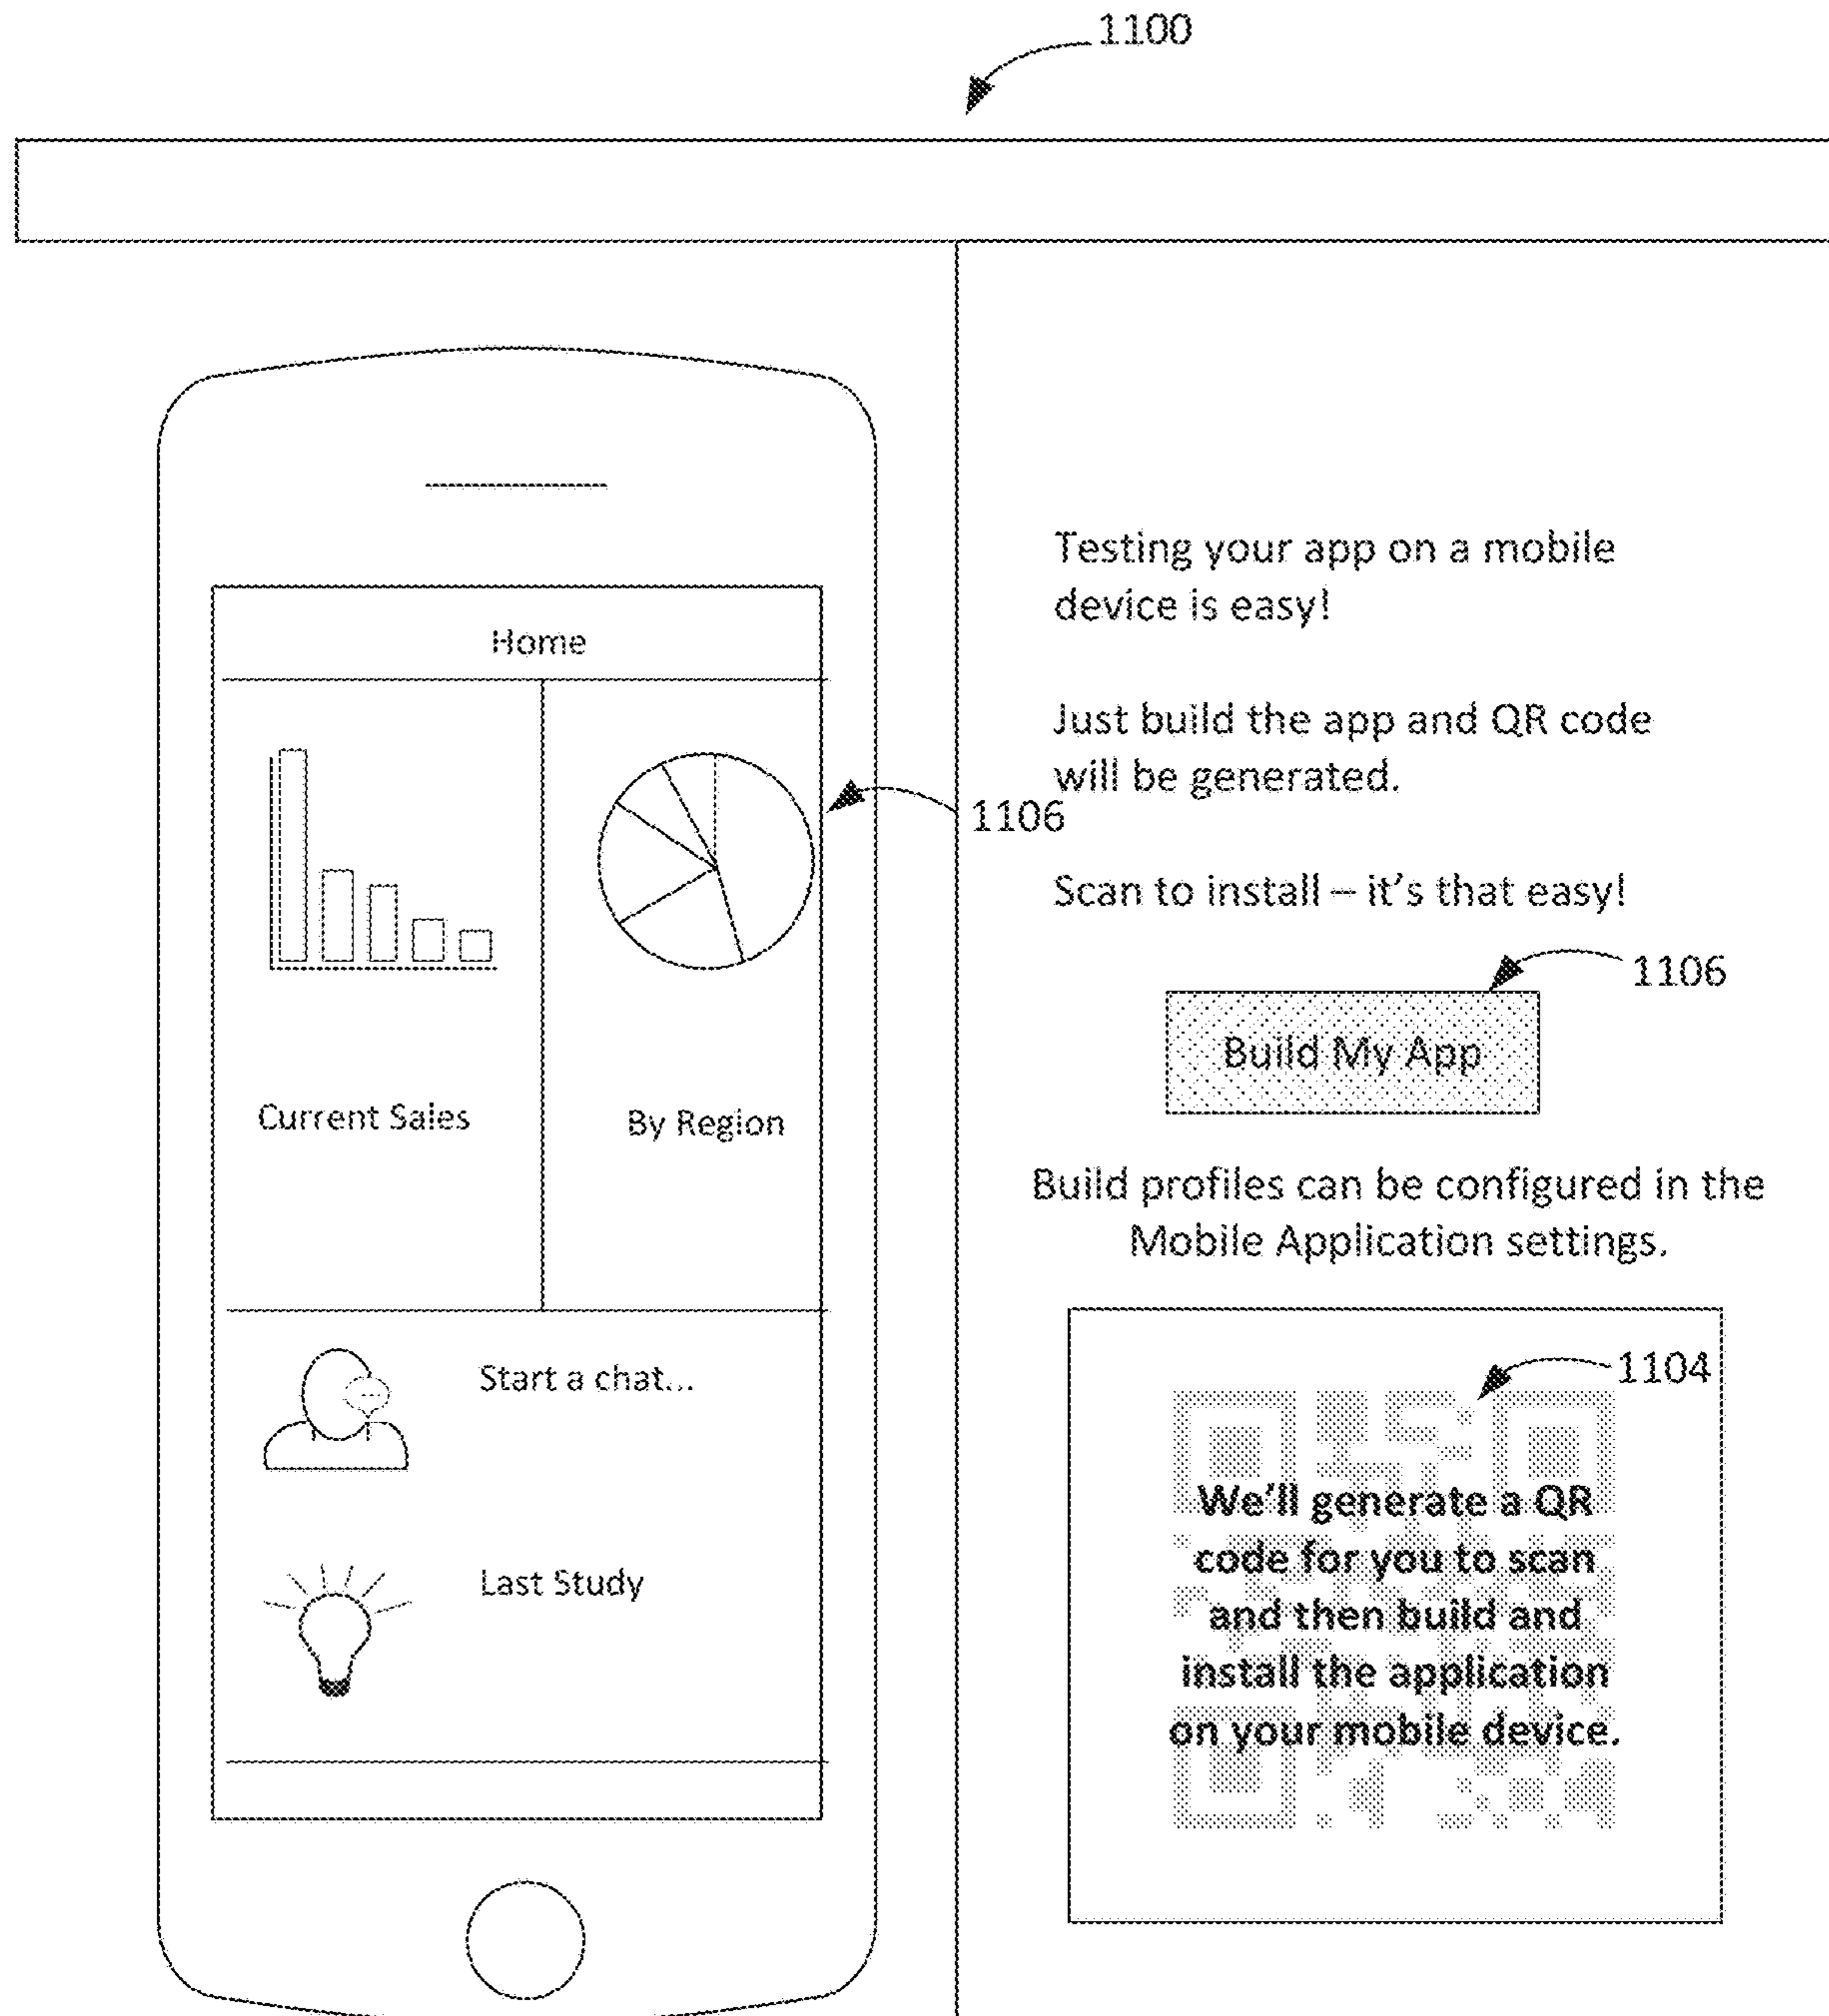 1100
Home
Current Sales
By Region
1106
Start a chat...
Last Study
Testing your app on a mobile
device is easy!
Just build the app and QR code
will be generated.
Scan to install – it's that easy!
1106
Build My App
Build profiles can be configured in the
Mobile Application settings.
1104
We'll generate a QR
code for you to scan
and then build and
install the application
on your mobile device.